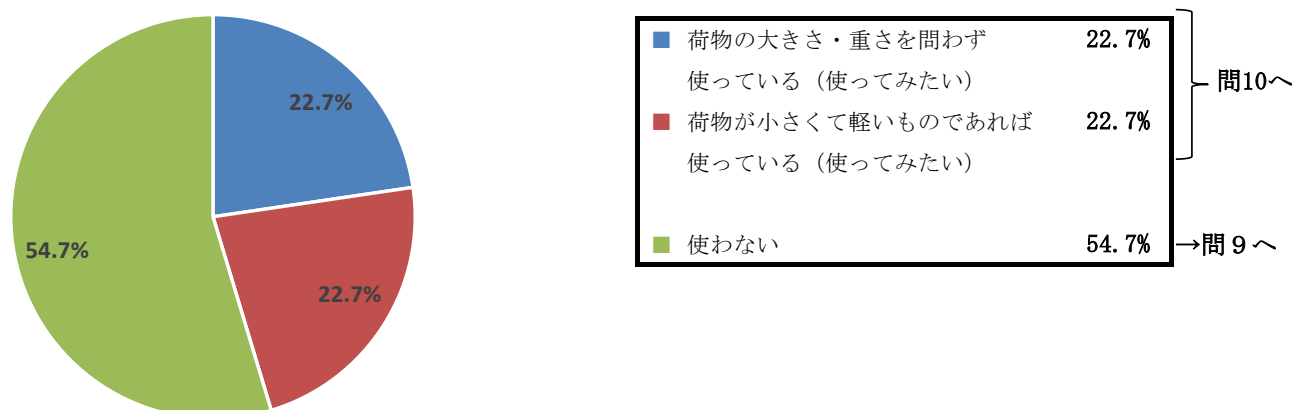 22.7%
54.7%
22.7%
荷物の大きさ・重さを問わず 22.7%
使っている（使ってみたい）
問10へ
荷物が小さくて軽いものであれば 22.7%
使っている（使ってみたい）
使わない 54.7% →問９へ